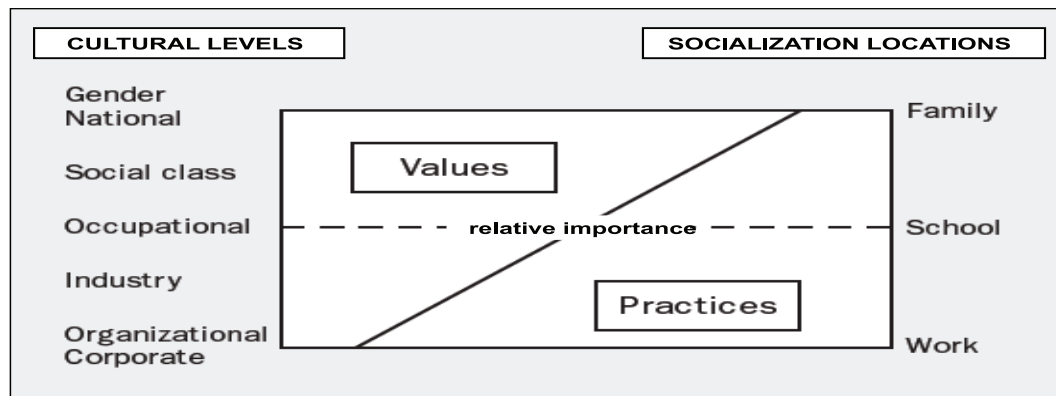 CULTURAL LEVELS
SOCIALIZATION LOCATIONS
Gender
National
Family
Values
Social class
Occupational
relative importance
School
Industry
Practices
Organizational
Corporate
Work